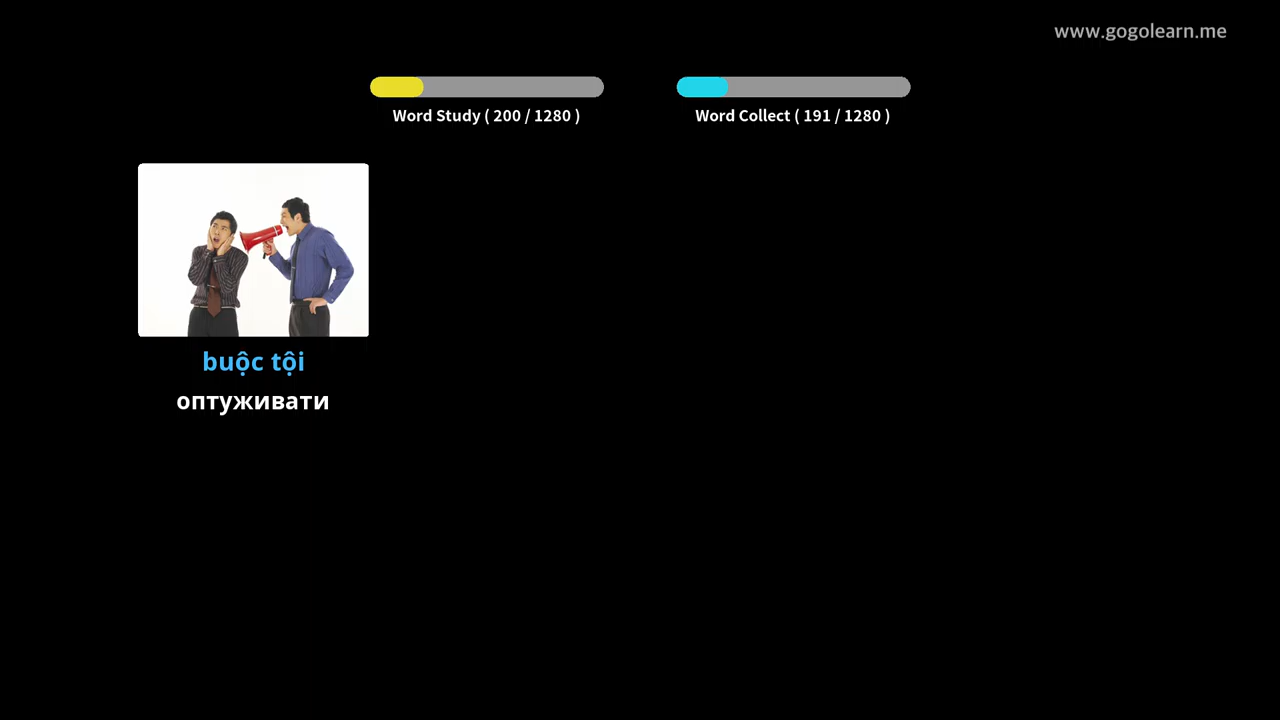 www.gogolearn.me
Word Study ( 200 / 1280 )
Word Collect ( 191 / 1280 )
buộc tội
оптуживати